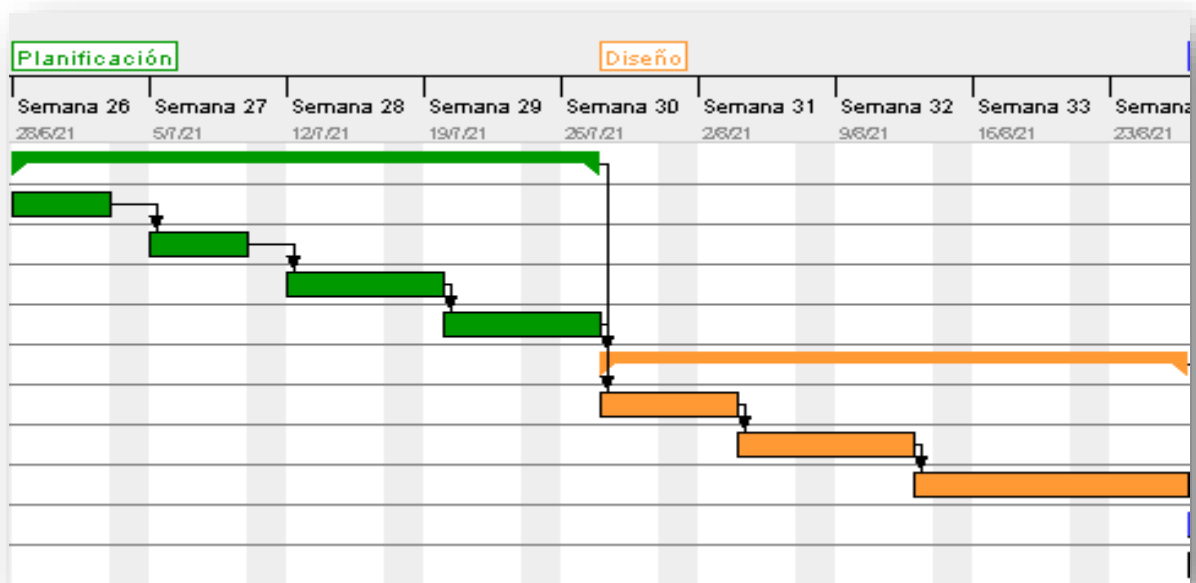 Planificación Diseño
Semana 26 Semana 27 Semana 28 Semana 29 Semana 30 Semana 31 Semana 32 Semana 33 Semana
28/6/21 5/7/21 12/7/21 19/7/21 26/7/21 2/8/21 9/8/21 16/8/21 23/8/21